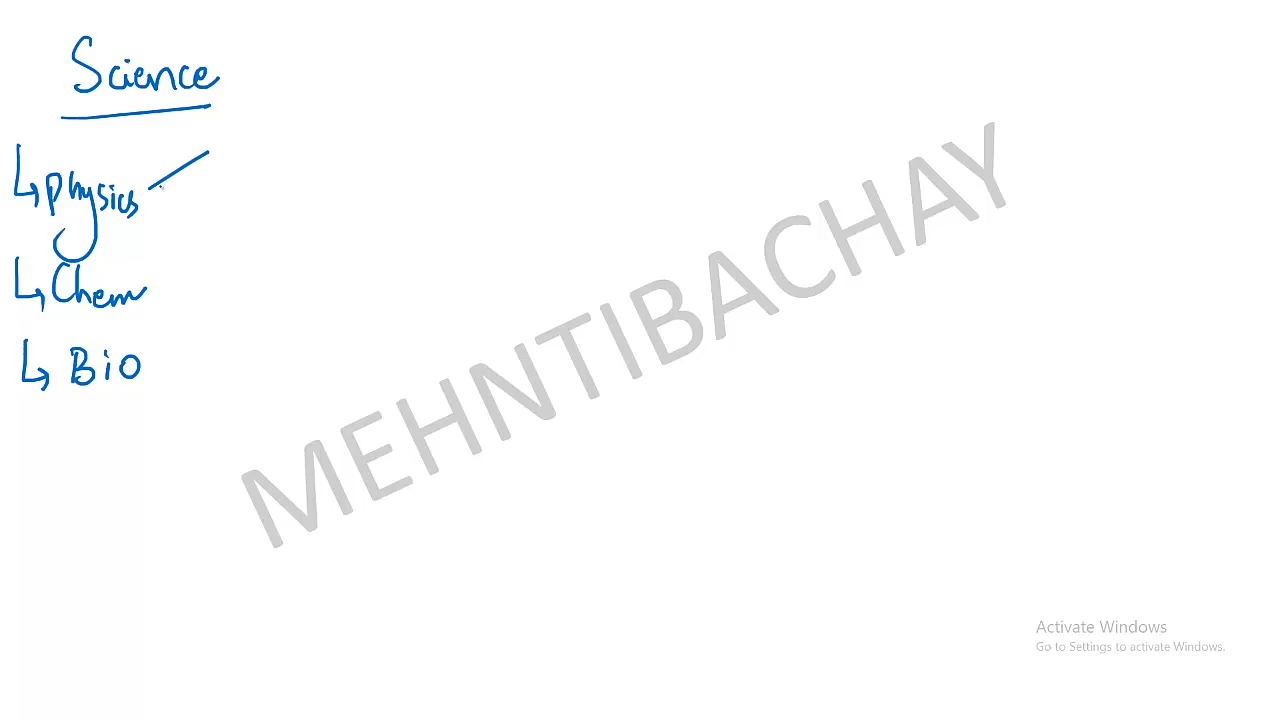 Science
↳ Physics
↳ Chem
↳ Bio
MEHNTIBACHAY
Activate Windows
Go to Settings to activate Windows.